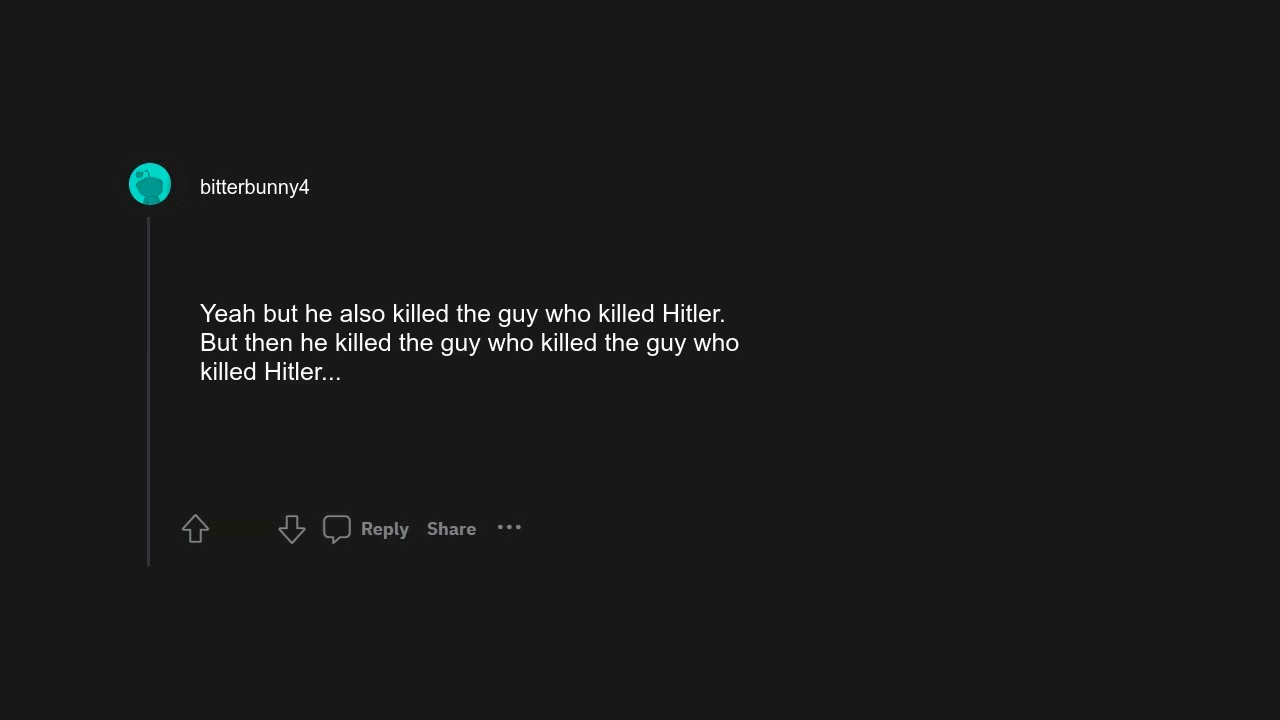 bitterbunny4
Yeah but he also killed the guy who killed Hitler.
But then he killed the guy who killed the guy who
killed Hitler...
Reply Share